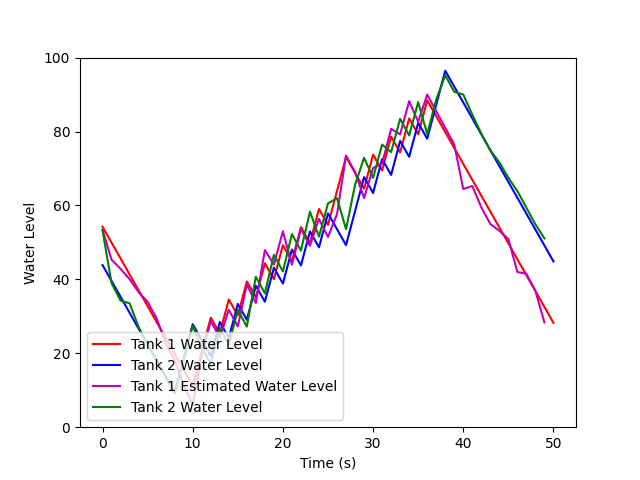 100
80
60
40
20
0
Water Level
Tank 1 Water Level
Tank 2 Water Level
Tank 1 Estimated Water Level
Tank 2 Water Level
0 10 20 30 40 50
Time (s)